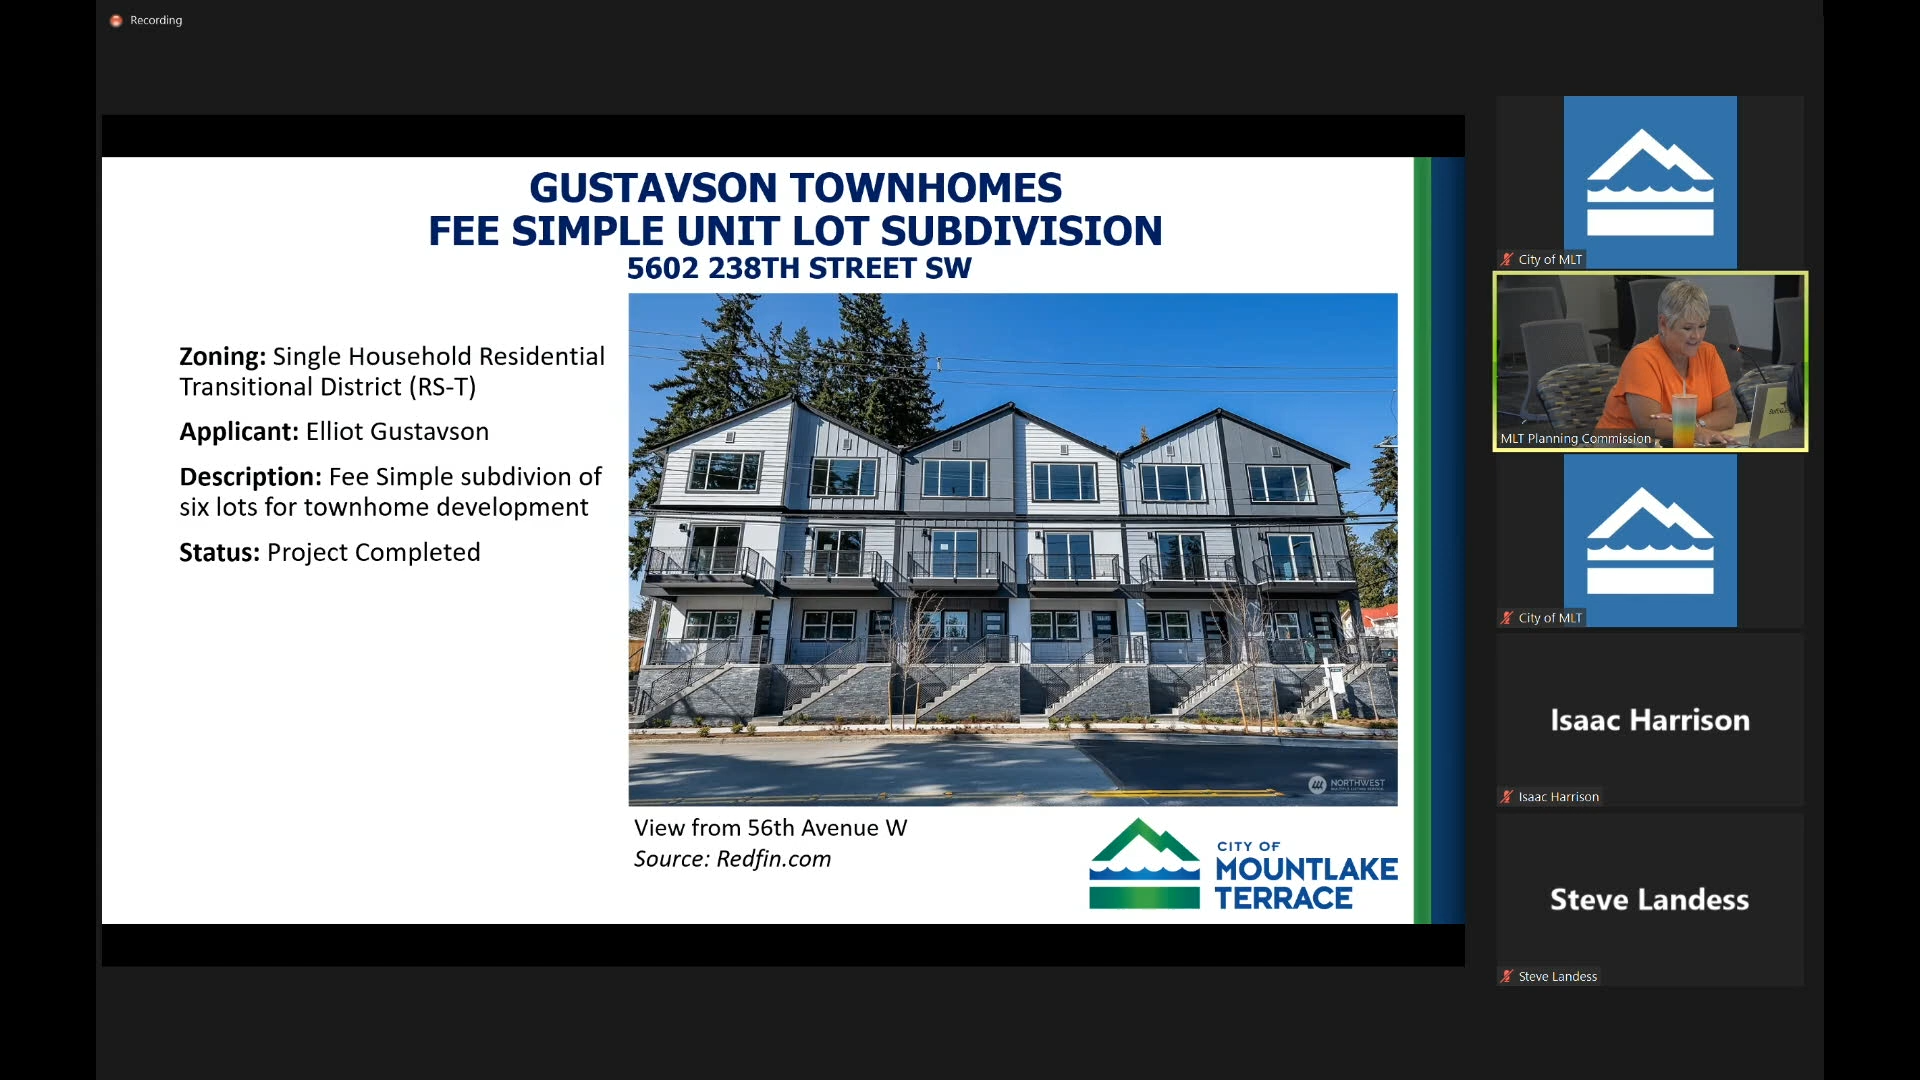 Recording
GUSTAVSON TOWNHOMES
FEE SIMPLE UNIT LOT SUBDIVISION
5602 238TH STREET SW
Zoning: Single Household Residential
Transitional District (RS-T)
Applicant: Elliot Gustavson
Description: Fee Simple subdivion of
six lots for townhome development
Status: Project Completed
NORTHWEST
View from 56th Avenue W
Source: Redfin.com
CITY OF
MOUNTLAKE
TERRACE
City of MLT
MLT Planning Commission
City of MLT
Isaac Harrison
Isaac Harrison
Steve Landess
Steve Landess